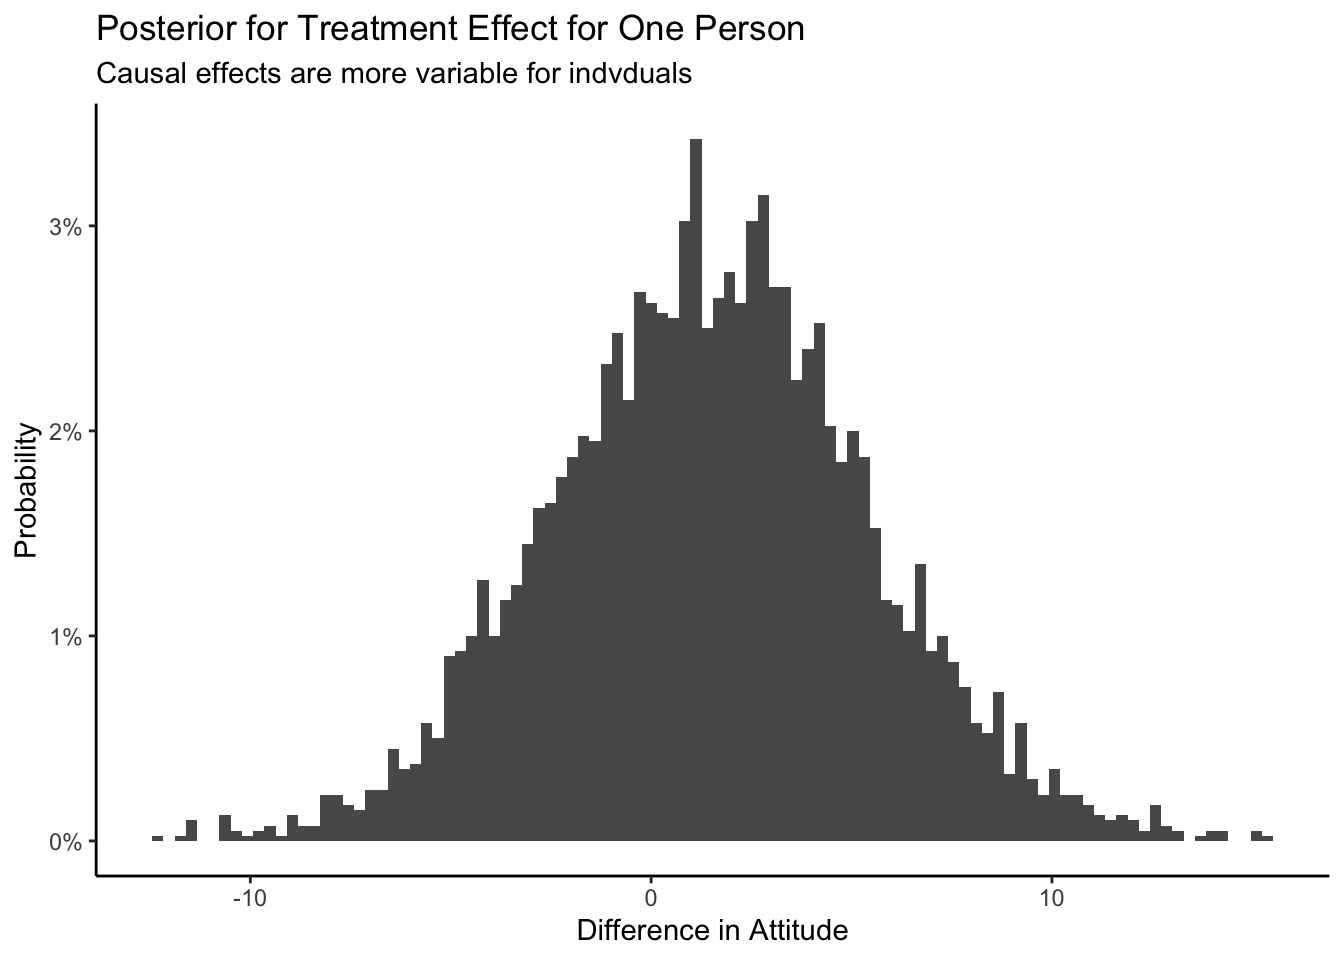 Posterior for Treatment Effect for One Person
Causal effects are more variable for indvduals
3%
2%
1%
0%
Probability
-10
0
10
Difference in Attitude